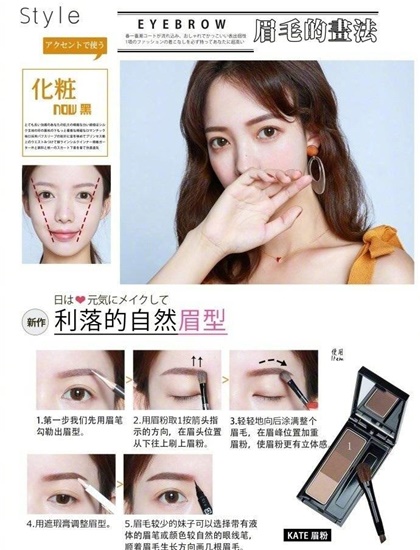 Style
EYEBROW
眉毛的畫法
アクセントで使う
化粧
NOW 黑
日は❤元気にメイクして
新作
利落的自然眉型
使用
Item
1.第一步我们先用眉笔
勾勒出眉型。
2.用眉粉取1按箭头指
示的方向，在眉头位置
从下往上刷上眉粉。
3.轻轻地向后涂满整个
眉毛，在眉峰位置加重
眉粉，使眉形更有立体感
4.用遮瑕膏调整眉型。
5.眉毛较少的妹子可以选择带有液
体的眉笔或颜色较自然的眼线笔，
顺着眉毛生长方向画几根眉毛。
KATE 眉粉